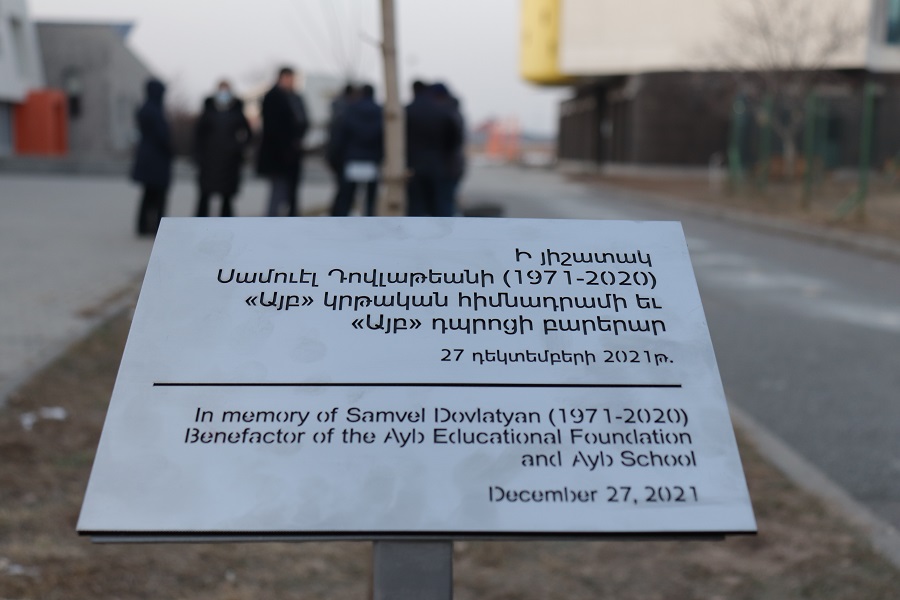 Ի յիշատակ
Սամուէլ Դովլաթեանի (1971-2020)
«Այբ» կրթական հիմնադրամի եւ
«Այբ» դպրոցի բարերար
27 դեկտեմբերի 2021թ.
In memory of Samvel Dovlatyan (1971-2020)
Benefactor of the Ayb Educational Foundation
and Ayb School
December 27, 2021